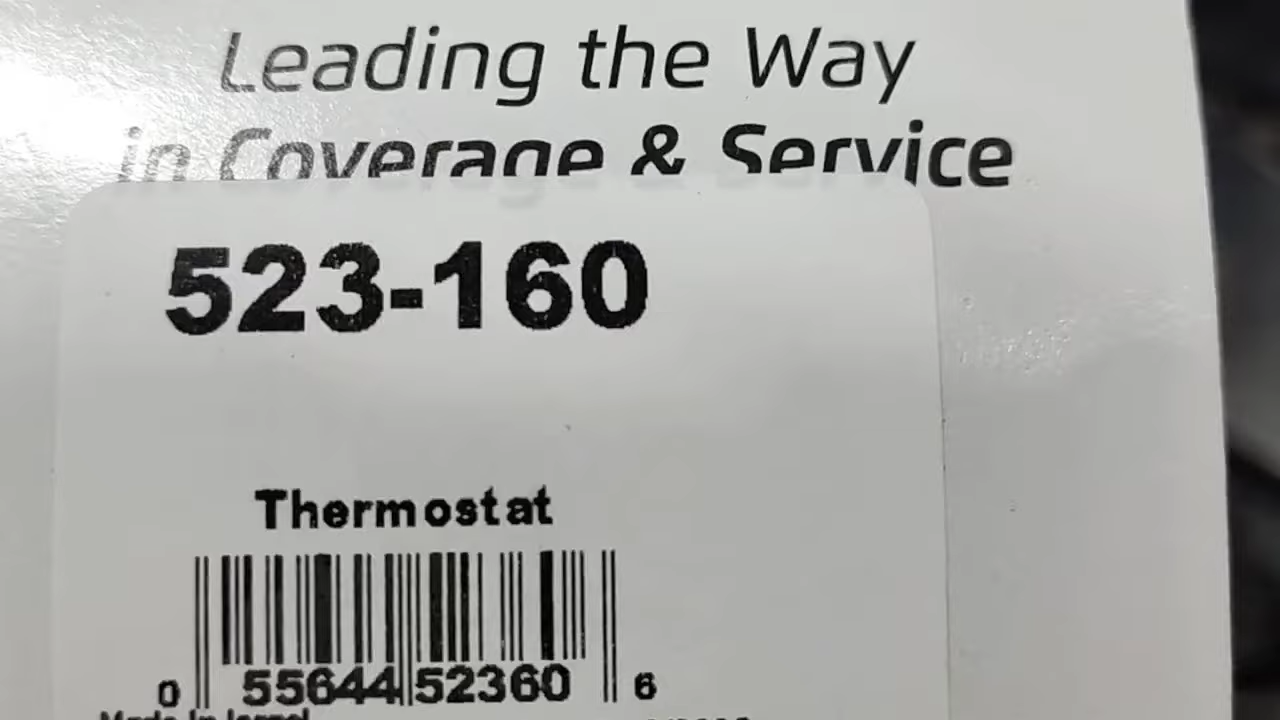 Leading the Way
in Coverage & Service
523-160
Thermostat
0 55644 52360 6
Made In Israel